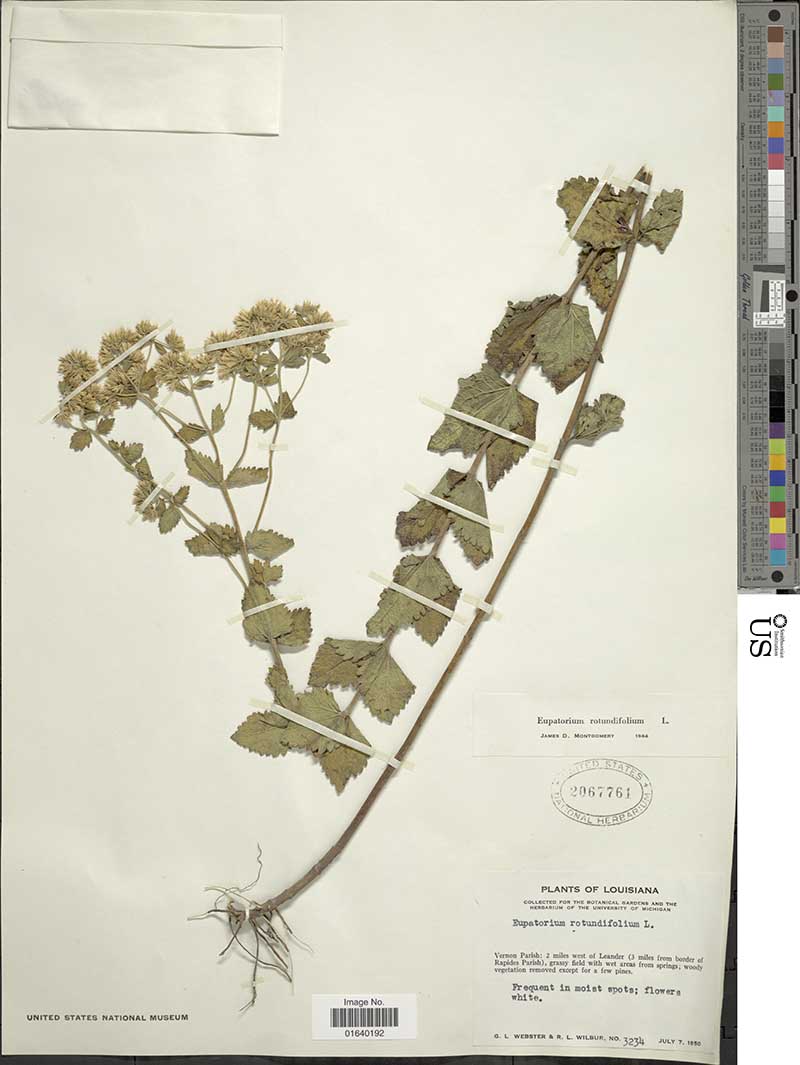 Golden Thread
US
Smithsonian
Institution
Eupatorium rotundifolium L.
JAMES D. MONTGOMERY 1964
UNITED STATES
2067761
NATIONAL HERBARIUM
PLANTS OF LOUISIANA
COLLECTED FOR THE BOTANICAL GARDENS AND THE
HERBARIUM OF THE UNIVERSITY OF MICHIGAN
Eupatorium rotundifolium L.
Vernon Parish: 2 miles west of Leander (3 miles from border of
Rapides Parish), grassy field with wet areas from springs; woody
vegetation removed except for a few pines.
Frequent in moist spots; flowers
white.
G. L. WEBSTER & R. L. WILBUR, NO. 3234 JULY 7, 1950
Image No.
01640192
UNITED STATES NATIONAL MUSEUM